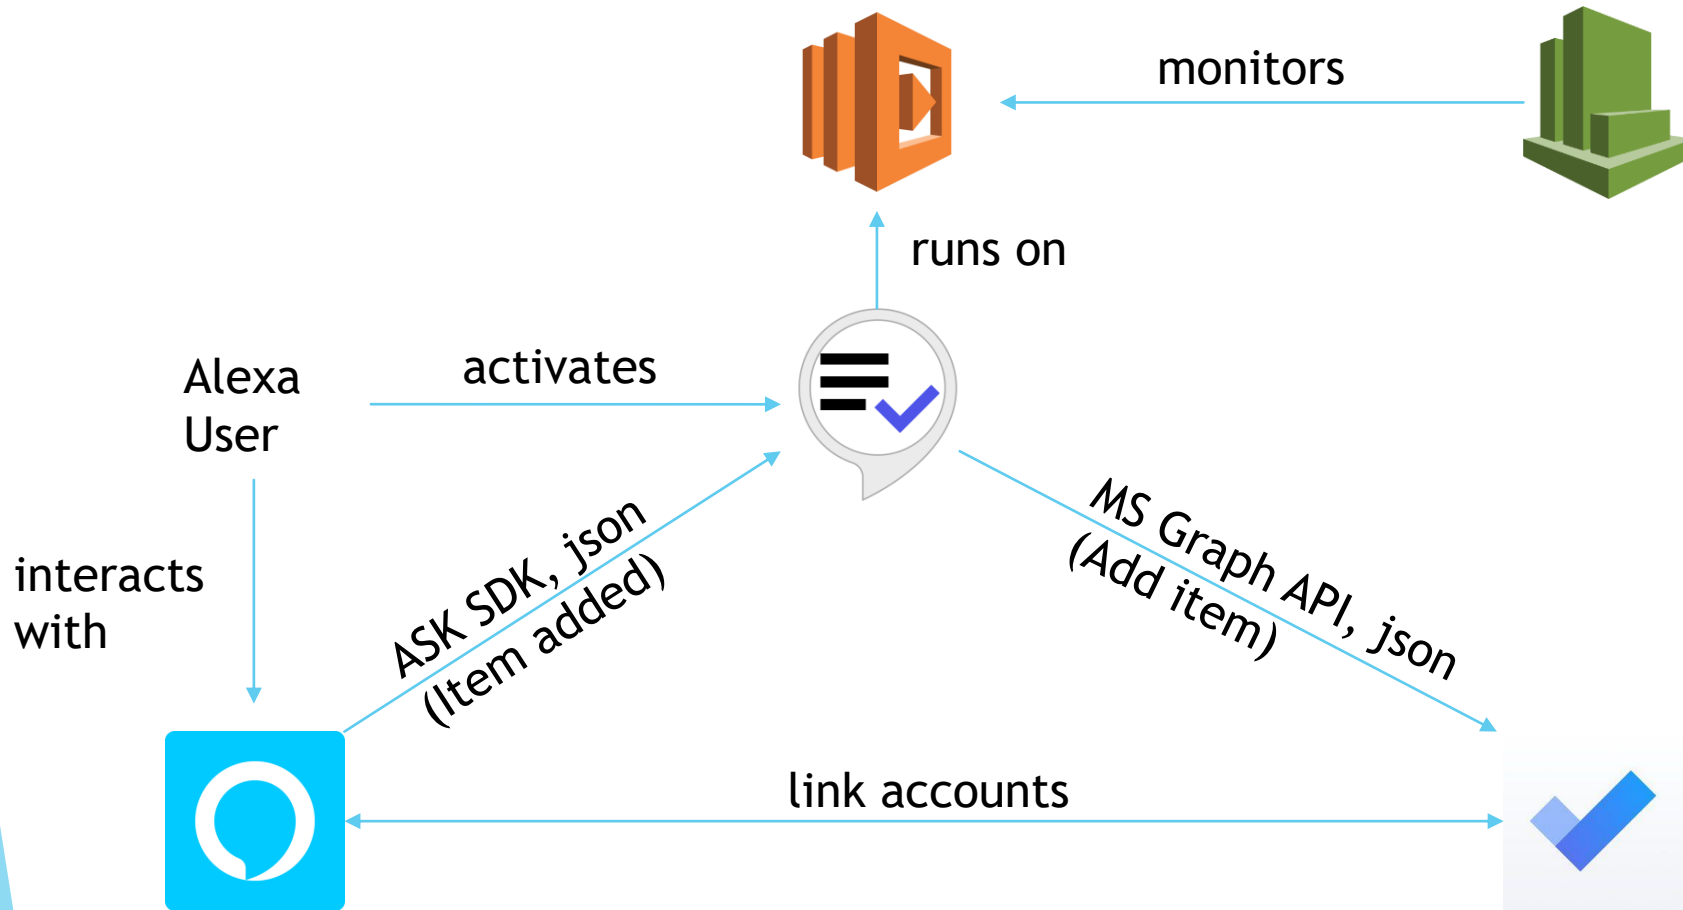 monitors
runs on
activates
Alexa
User
interacts
with
ASK SDK, json
(Item added)
MS Graph API, json
(Add item)
link accounts